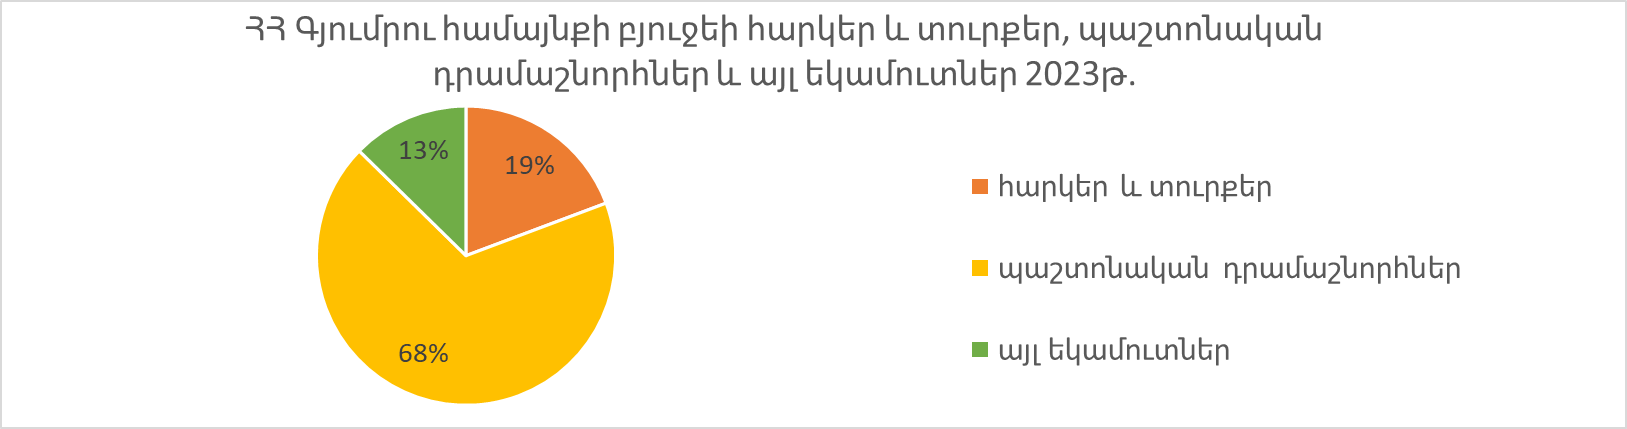 ՀՀ Գյումրու համայնքի բյուջեի հարկեր և տուրքեր, պաշտոնական
դրամաշնորհներ և այլ եկամուտներ 2023թ.
13%
19%
68%
հարկեր և տուրքեր
պաշտոնական դրամաշնորհներ
այլ եկամուտներ